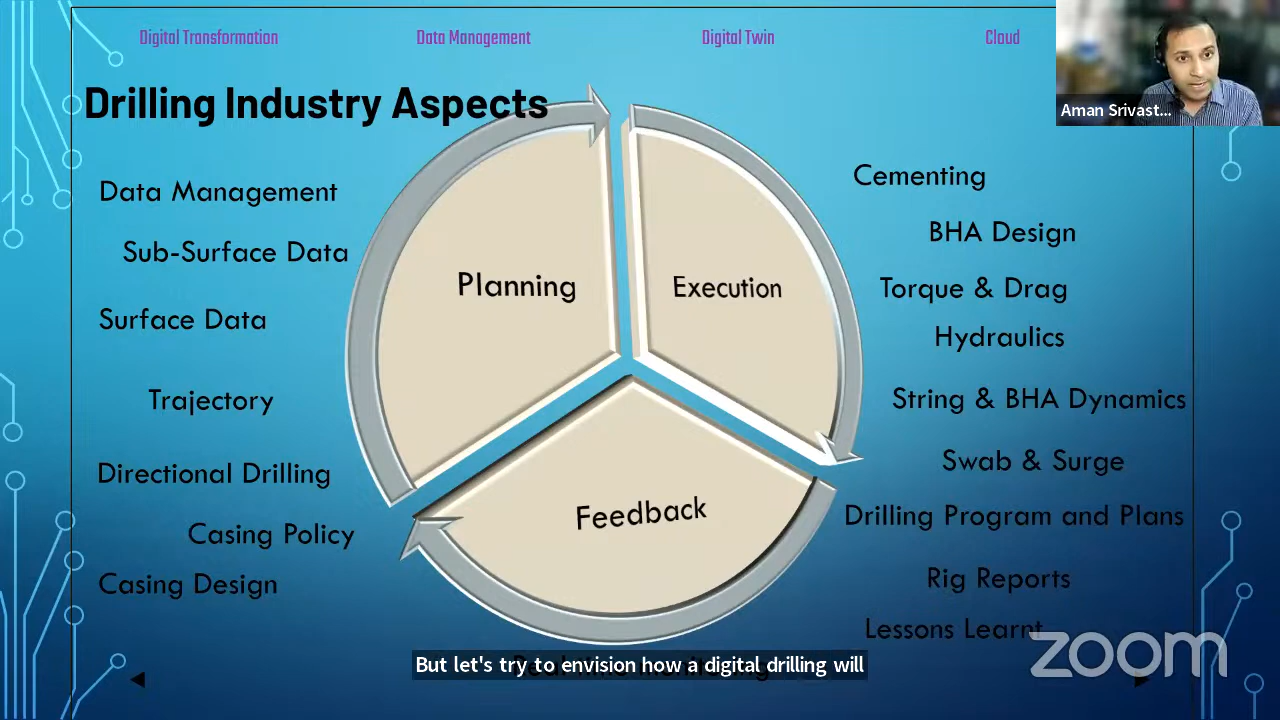 Digital Transformation
Data Management
Digital Twin
Cloud
Aman Srivast...
Drilling Industry Aspects
Data Management
Sub-Surface Data
Surface Data
Trajectory
Directional Drilling
Casing Policy
Casing Design
Planning
Execution
Feedback
Cementing
BHA Design
Torque & Drag
Hydraulics
String & BHA Dynamics
Swab & Surge
Drilling Program and Plans
Rig Reports
Lessons Learnt
But let's try to envision how a digital drilling will
zoom